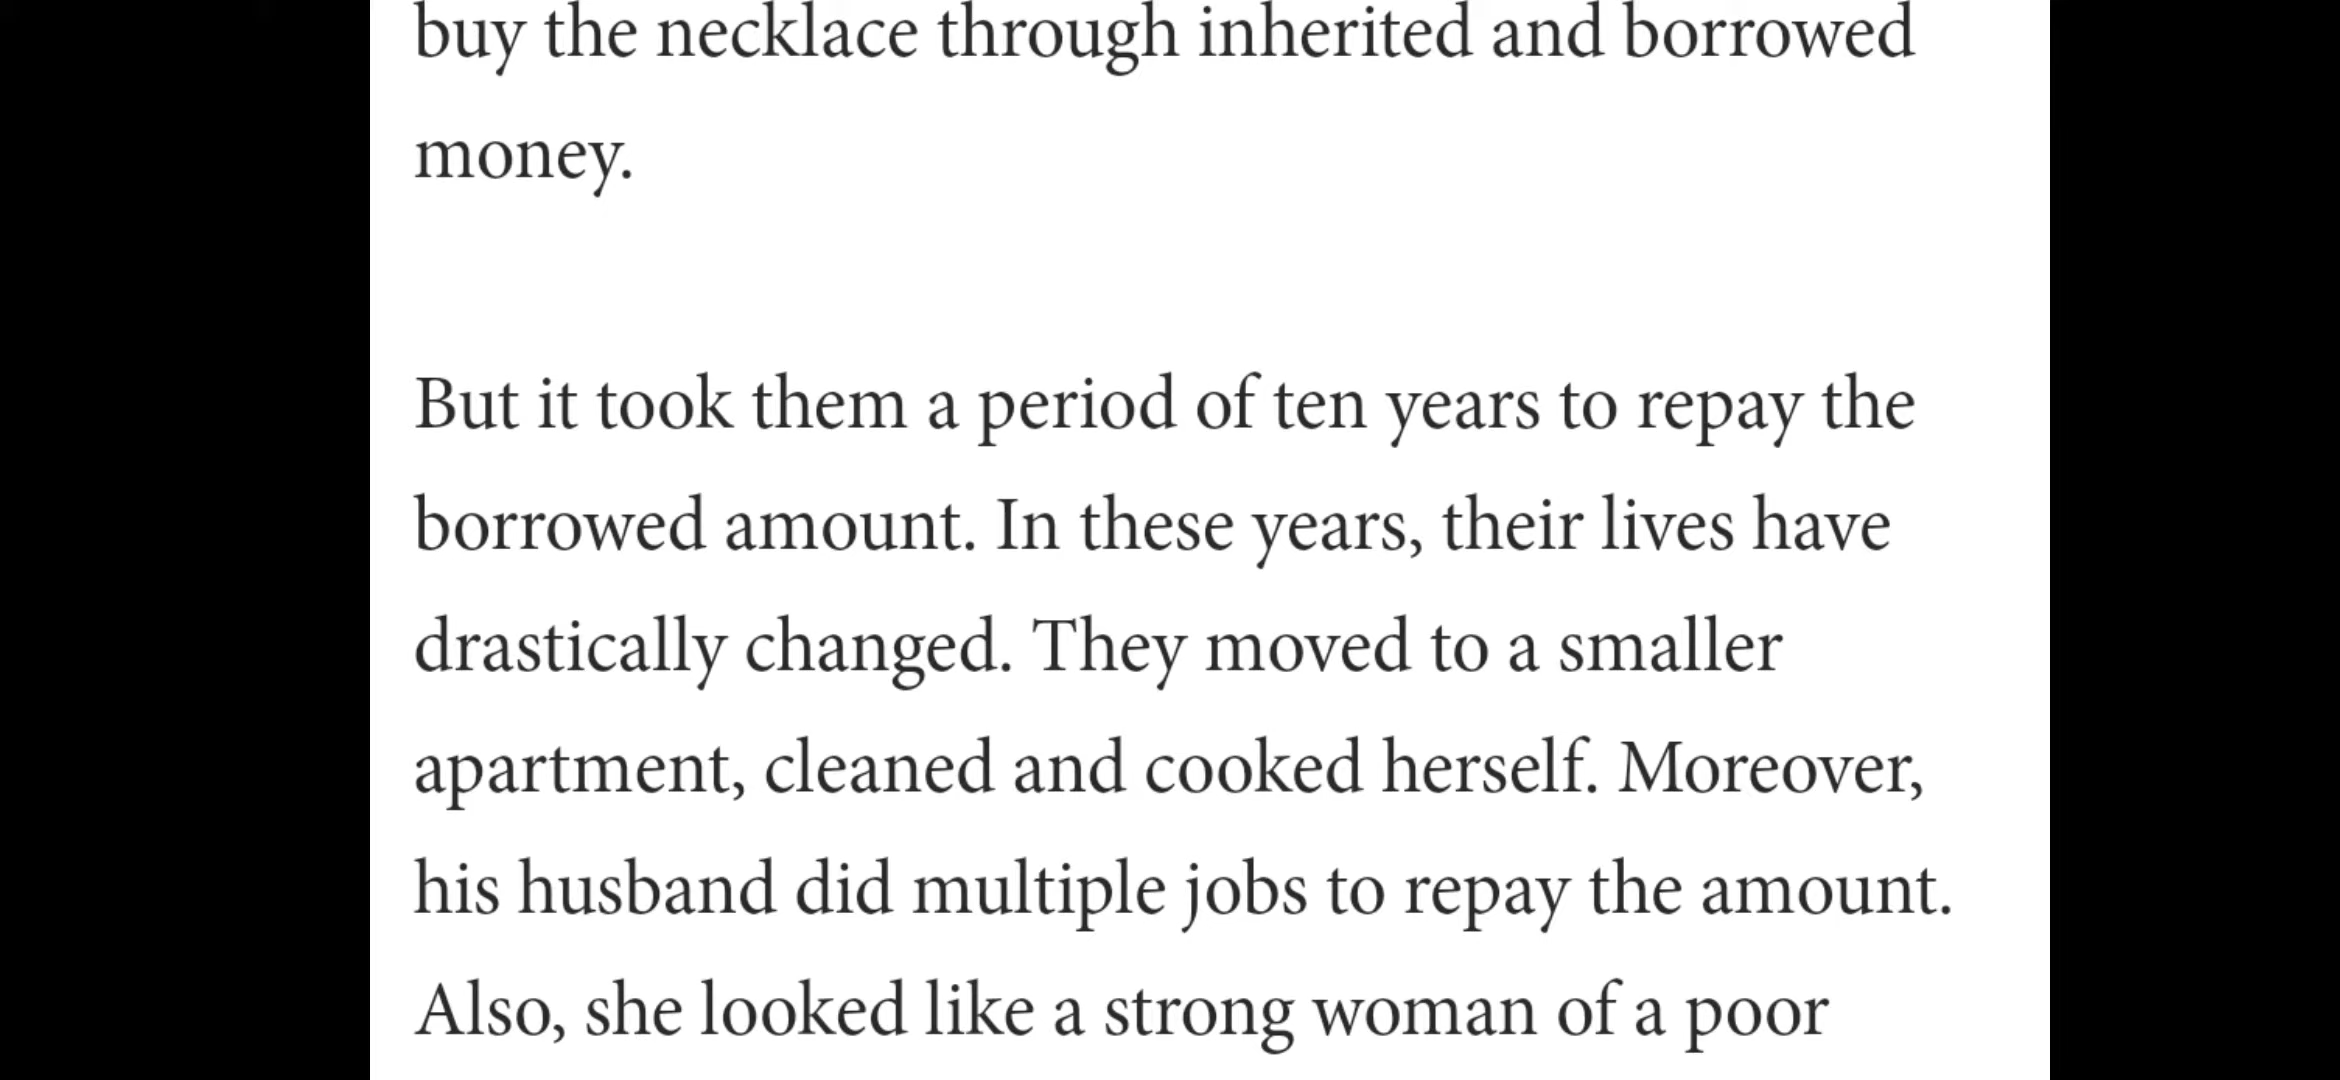 buy the necklace through inherited and borrowed
money.
But it took them a period of ten years to repay the
borrowed amount. In these years, their lives have
drastically changed. They moved to a smaller
apartment, cleaned and cooked herself. Moreover,
his husband did multiple jobs to repay the amount.
Also, she looked like a strong woman of a poor